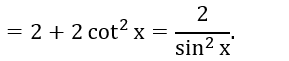 = 2 + 2 cot² x = 2 / sin² x.